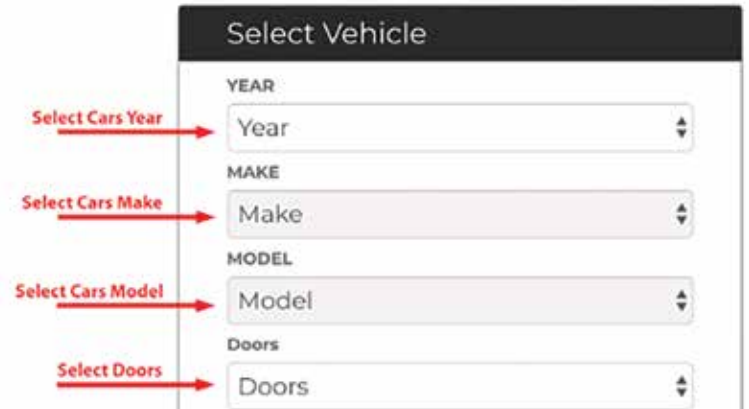 Select Vehicle
YEAR
Select Cars Year
Year
MAKE
Select Cars Make
Make
MODEL
Select Cars Model
Model
Doors
Select Doors
Doors